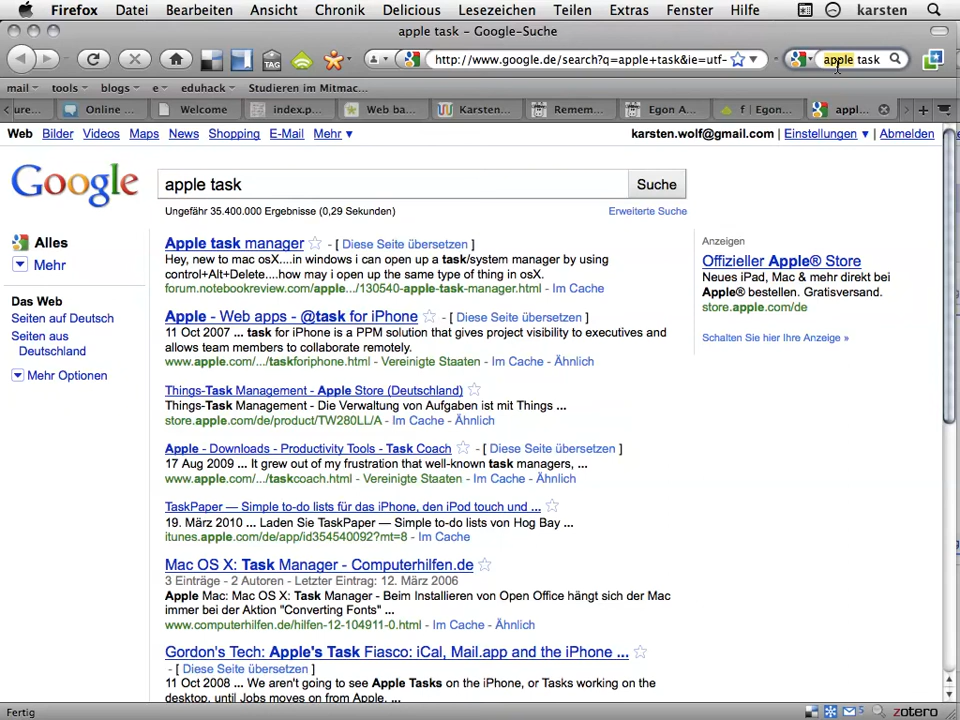 Firefox Datei Bearbeiten Ansicht Chronik Delicious Lesezeichen Teilen Extras Fenster Hilfe karsten
apple task - Google-Suche
TAG http://www.google.de/search?q=apple+task&ie=utf- apple task
mail tools blogs e eduhack Studieren im Mitmac...
ure... Online ... Welcome index.p... Web ba... Karsten... Remem... Egon A... f | Egon... appl...
Web Bilder Videos Maps News Shopping E-Mail Mehr karsten.wolf@gmail.com Einstellungen Abmelden
Google apple task Suche
Ungefähr 35.400.000 Ergebnisse (0,29 Sekunden) Erweiterte Suche
Alles
Mehr
Das Web
Seiten auf Deutsch
Seiten aus
Deutschland
Mehr Optionen
Apple task manager - [ Diese Seite übersetzen ]
Hey, new to mac osX....in windows i can open up a task/system manager by using
control+Alt+Delete....how may i open up the same type of thing in osX.
forum.notebookreview.com/apple.../130540-apple-task-manager.html - Im Cache
Apple - Web apps - @task for iPhone - [ Diese Seite übersetzen ]
11 Oct 2007 ... task for iPhone is a PPM solution that gives project visibility to executives and
allows team members to collaborate remotely.
www.apple.com/.../taskforiphone.html - Vereinigte Staaten - Im Cache - Ähnlich
Things-Task Management - Apple Store (Deutschland)
Things-Task Management - Die Verwaltung von Aufgaben ist mit Things ...
store.apple.com/de/product/TW280LL/A - Im Cache - Ähnlich
Apple - Downloads - Productivity Tools - Task Coach - [ Diese Seite übersetzen ]
17 Aug 2009 ... It grew out of my frustration that well-known task managers, ...
www.apple.com/.../taskcoach.html - Vereinigte Staaten - Im Cache - Ähnlich
TaskPaper — Simple to-do lists für das iPhone, den iPod touch und ...
19. März 2010 ... Laden Sie TaskPaper — Simple to-do lists von Hog Bay ...
itunes.apple.com/de/app/id354540092?mt=8 - Im Cache
Mac OS X: Task Manager - Computerhilfen.de
3 Einträge - 2 Autoren - Letzter Eintrag: 12. März 2006
Apple Mac: Mac OS X: Task Manager - Beim Installieren von Open Office hängt sich der Mac
immer bei der Aktion "Converting Fonts" ...
www.computerhilfen.de/hilfen-12-104911-0.html - Im Cache - Ähnlich
Gordon's Tech: Apple's Task Fiasco: iCal, Mail.app and the iPhone ...
- [ Diese Seite übersetzen ]
11 Oct 2008 ... We aren't going to see Apple Tasks on the iPhone, or Tasks working on the
desktop, until Jobs moves on from Apple.
Anzeigen
Offizieller Apple® Store
Neues iPad, Mac & mehr direkt bei
Apple® bestellen. Gratisversand.
store.apple.com/de
Schalten Sie hier Ihre Anzeige »
Fertig 5 zotero